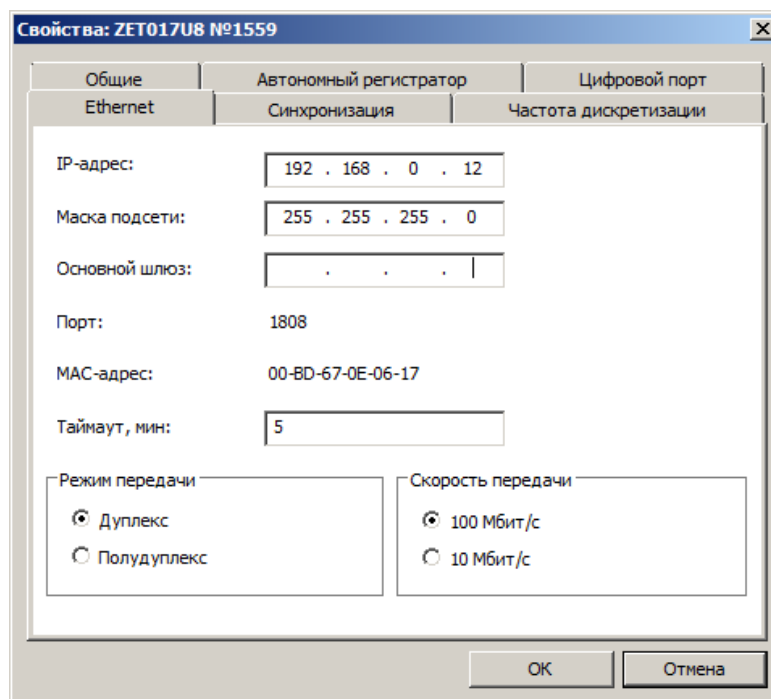 Свойства: ZET017U8 №1559
Общие Автономный регистратор Цифровой порт
Ethernet Синхронизация Частота дискретизации
IP-адрес: 192 . 168 . 0 . 12
Маска подсети: 255 . 255 . 255 . 0
Основной шлюз: . . .
Порт: 1808
MAC-адрес: 00-BD-67-0E-06-17
Таймаут, мин: 5
Режим передачи Скорость передачи
Дуплекс 100 Мбит/с
Полудуплекс 10 Мбит/с
OK Отмена